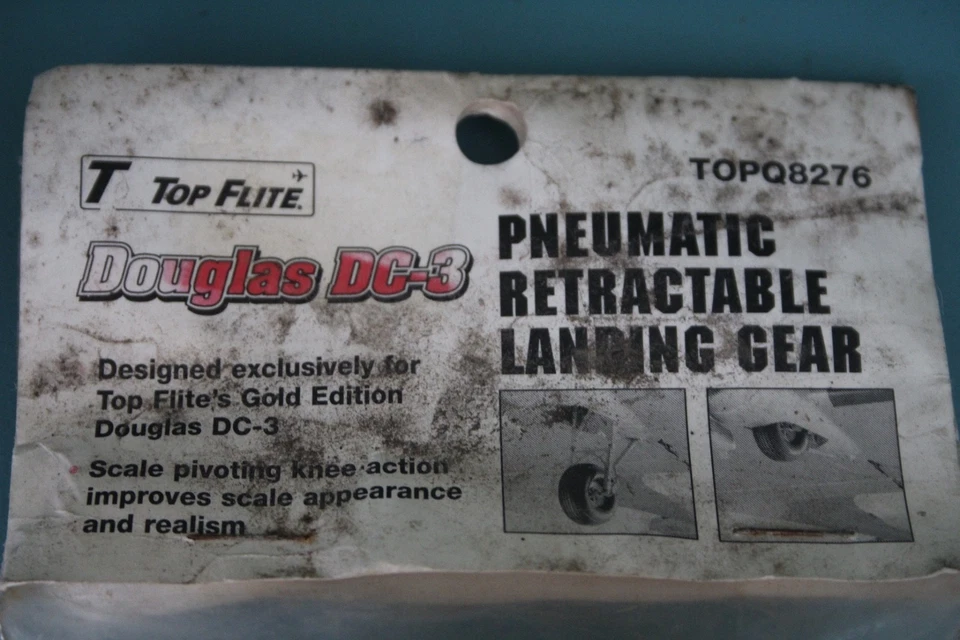 T TOP FLITE.
Douglas DC-3
Designed exclusively for
Top Flite's Gold Edition
Douglas DC-3
Scale pivoting knee-action
improves scale appearance
and realism
TOPQ8276
PNEUMATIC
RETRACTABLE
LANDING GEAR